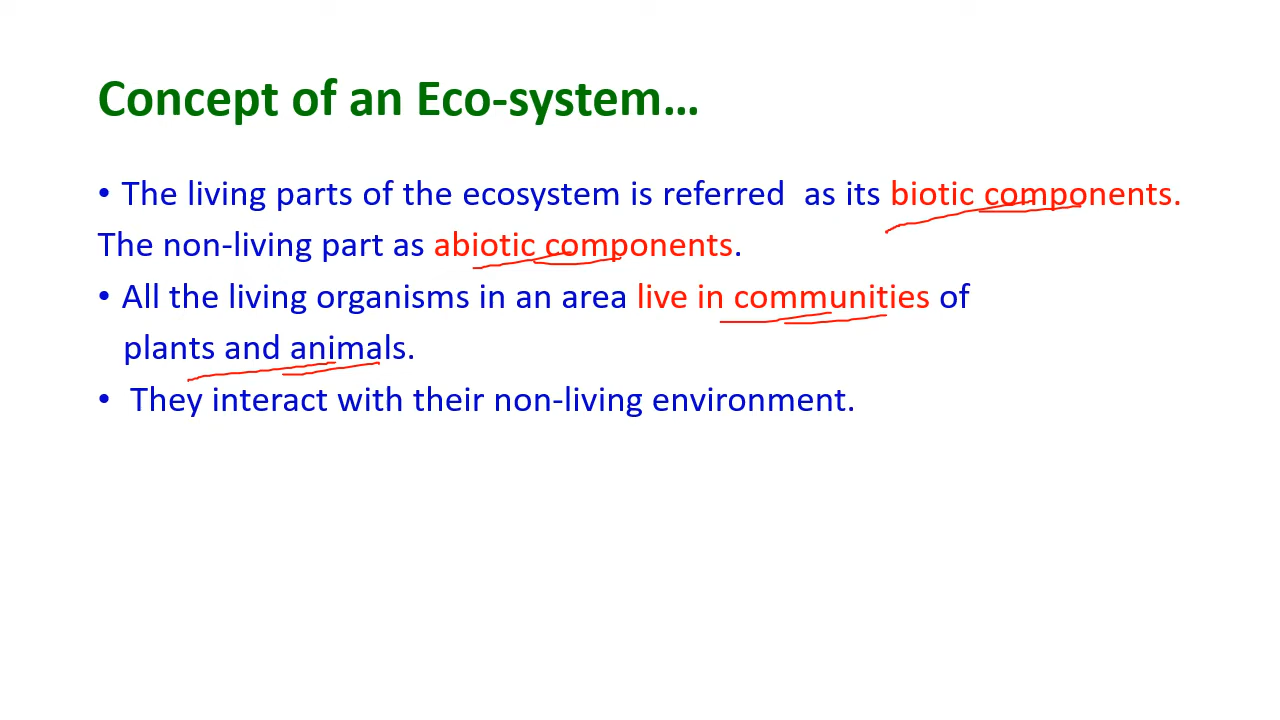 Concept of an Eco-system…
• The living parts of the ecosystem is referred  as its biotic components.
The non-living part as abiotic components.
• All the living organisms in an area live in communities of
plants and animals.
• They interact with their non-living environment.